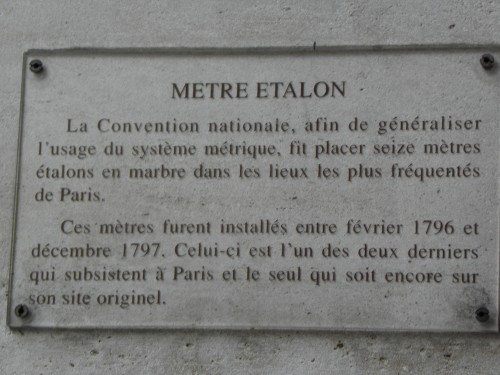 METRE ETALON
La Convention nationale, afin de généraliser
l'usage du système métrique, fit placer seize mètres
étalons en marbre dans les lieux les plus fréquentés
de Paris.
Ces mètres furent installés entre février 1796 et
décembre 1797. Celui-ci est l'un des deux derniers
qui subsistent à Paris et le seul qui soit encore sur
son site originel.